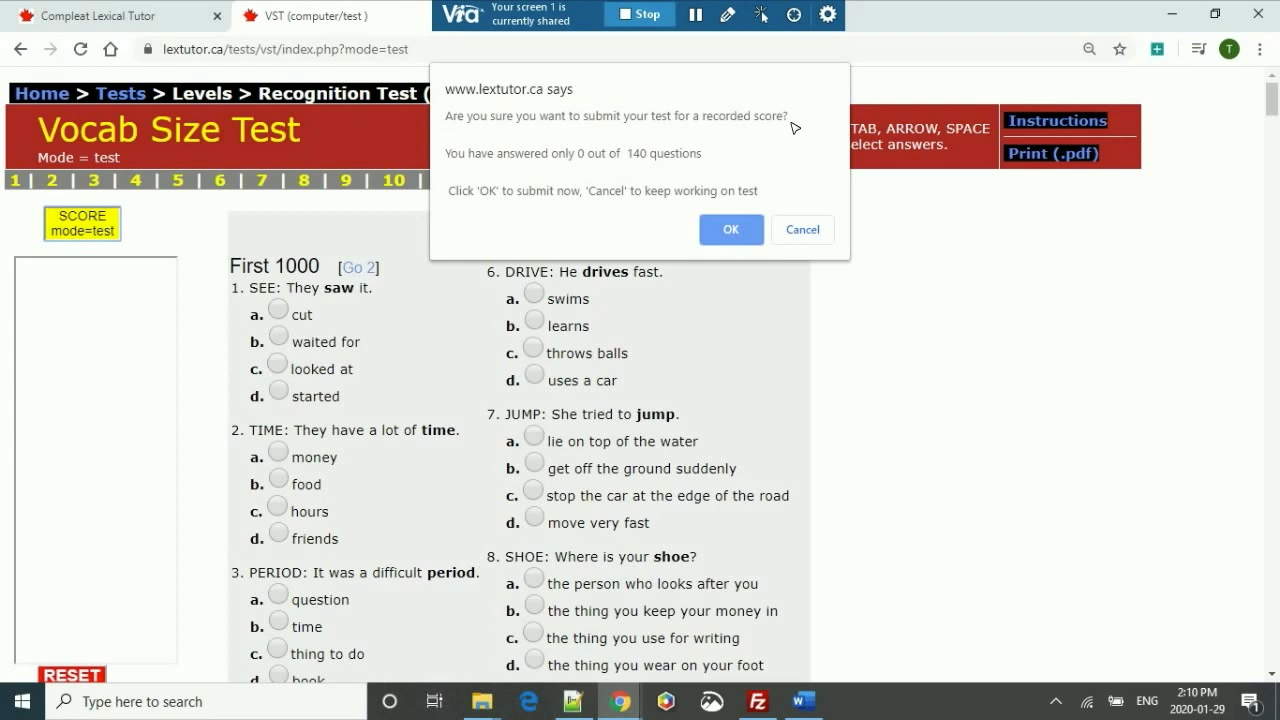 Compleat Lexical Tutor
VST (computer/test )
Vra
Your screen 1 is
currently shared
Stop
lextutor.ca/tests/vst/index.php?mode=test
T
Home > Tests > Levels > Recognition Test (
Vocab Size Test
Mode = test
TAB, ARROW, SPACE
elect answers.
Instructions
Print (.pdf)
1 | 2 | 3 | 4 | 5 | 6 | 7 | 8 | 9 | 10 |
www.lextutor.ca says
Are you sure you want to submit your test for a recorded score?
You have answered only 0 out of 140 questions
Click 'OK' to submit now, 'Cancel' to keep working on test
OK
Cancel
SCORE
mode=test
RESET
First 1000 [Go 2]
1. SEE: They saw it.
a. cut
b. waited for
c. looked at
d. started
2. TIME: They have a lot of time.
a. money
b. food
c. hours
d. friends
3. PERIOD: It was a difficult period.
a. question
b. time
c. thing to do
d. book
6. DRIVE: He drives fast.
a. swims
b. learns
c. throws balls
d. uses a car
7. JUMP: She tried to jump.
a. lie on top of the water
b. get off the ground suddenly
c. stop the car at the edge of the road
d. move very fast
8. SHOE: Where is your shoe?
a. the person who looks after you
b. the thing you keep your money in
c. the thing you use for writing
d. the thing you wear on your foot
Type here to search
ENG
2:10 PM
2020-01-29
1